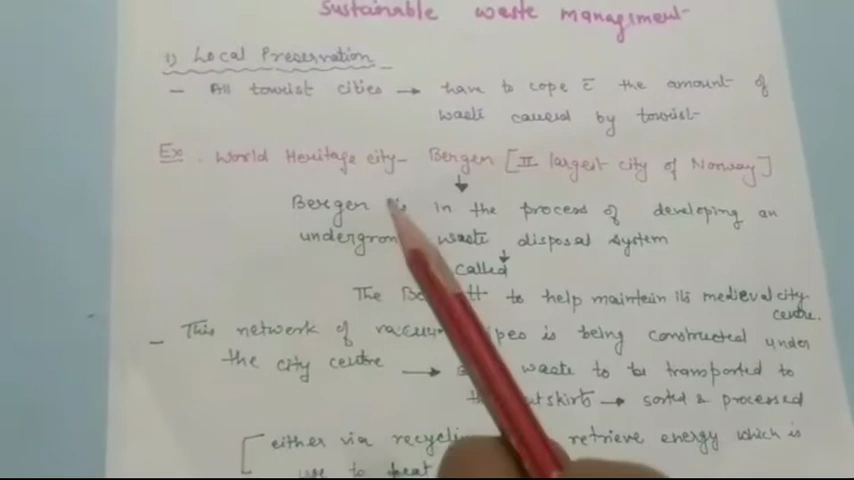 Sustainable waste management
1) Local Preservation
- All tourist cities → have to cope c̄ the amount of
waste caused by tourist
Ex. World Heritage city- Bergen [II largest city of Norway]
↓
Bergen is in the process of developing an
waste disposal system
↓
called
The to help maintain its medieval city
centre.
- This network of is being constructed under
the city centre → waste to be transported to
→ sorted & processed
[either via retrieve energy which is
use to heat